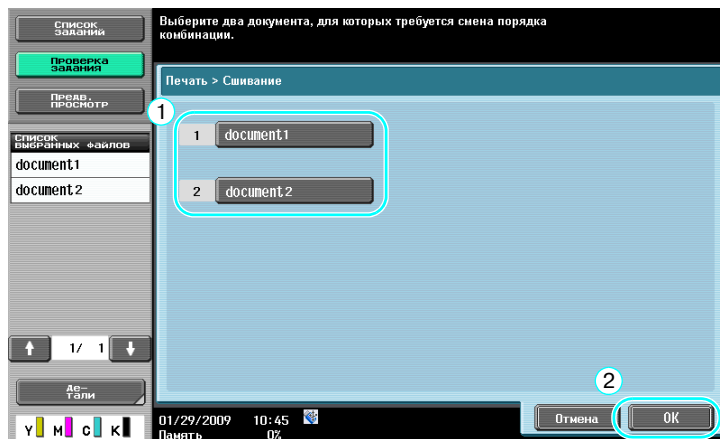 Список
заданий
Проверка
задания
Предв.
просмотр
Список
выбранных файлов
document1
document2
1/ 1
Де-
тали
Y M C K
Выберите два документа, для которых требуется смена порядка
комбинации.
Печать > Сшивание
1
1 document1
2 document2
2
Отмена OK
01/29/2009 10:45
Память 0%